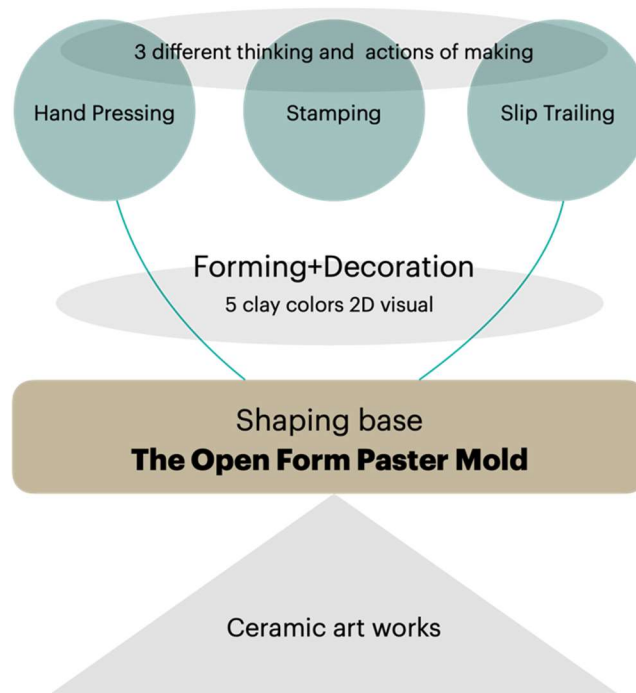 3 different thinking and actions of making
Hand Pressing
Stamping
Slip Trailing
Forming+Decoration
5 clay colors 2D visual
Shaping base
The Open Form Paster Mold
Ceramic art works